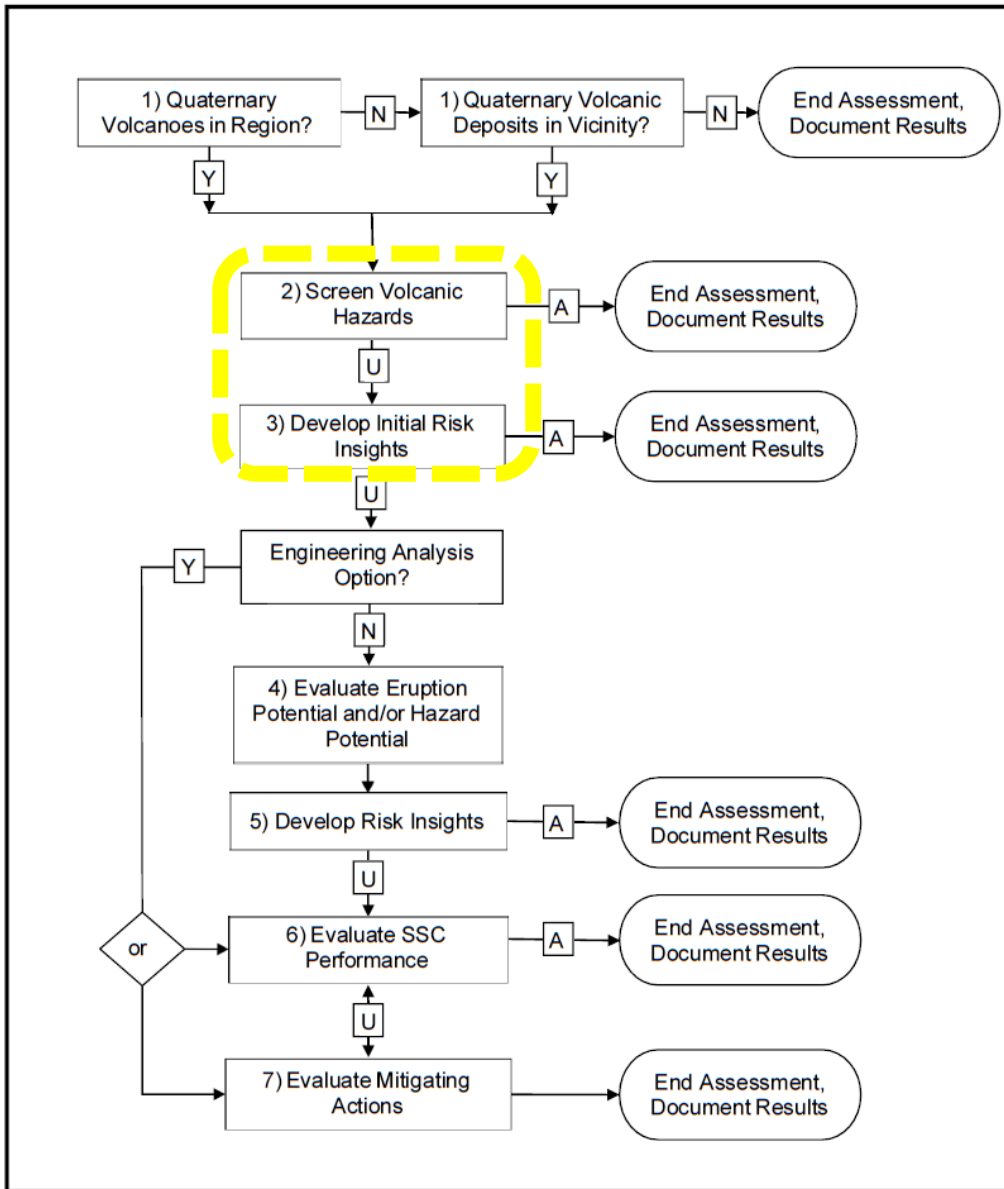 1) Quaternary
Volcanoes in Region?
N
1) Quaternary Volcanic
Deposits in Vicinity?
N
End Assessment,
Document Results
Y
Y
2) Screen Volcanic
Hazards
A
End Assessment,
Document Results
U
3) Develop Initial Risk
Insights
A
End Assessment,
Document Results
U
Engineering Analysis
Option?
Y
N
4) Evaluate Eruption
Potential and/or Hazard
Potential
5) Develop Risk Insights
A
End Assessment,
Document Results
U
or
6) Evaluate SSC
Performance
A
End Assessment,
Document Results
U
7) Evaluate Mitigating
Actions
End Assessment,
Document Results